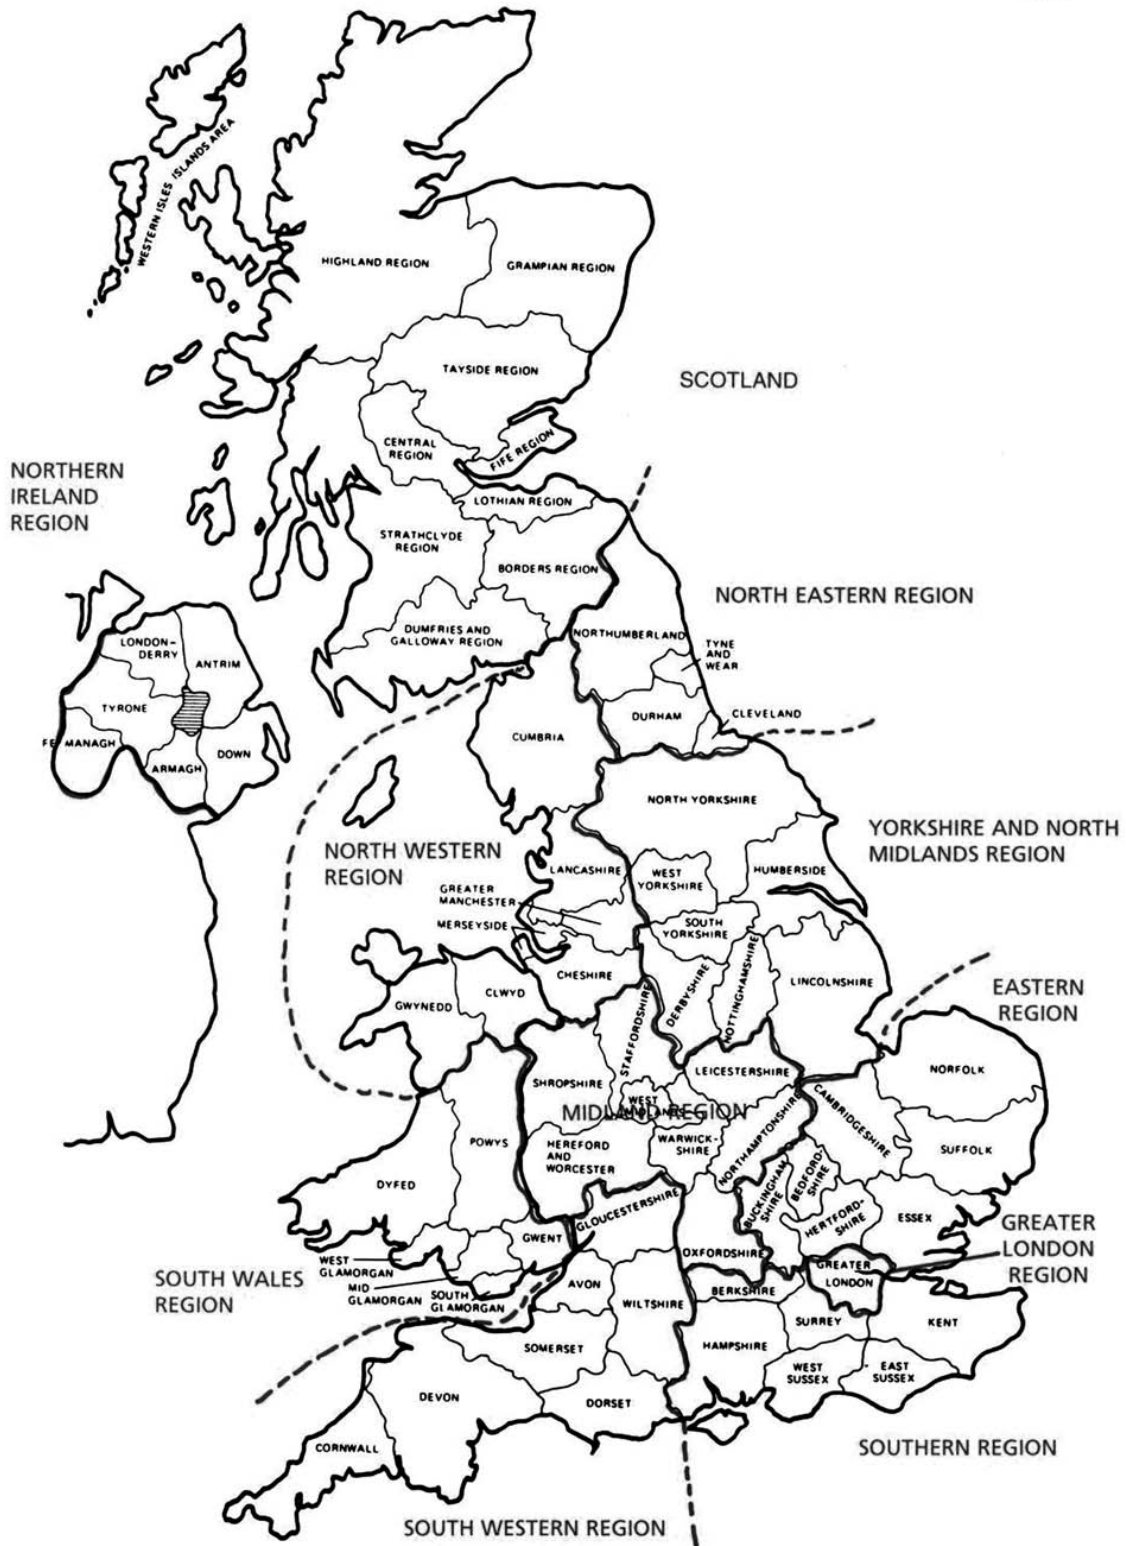 WESTERN ISLES ISLANDS AREA
HIGHLAND REGION
GRAMPIAN REGION
TAYSIDE REGION
SCOTLAND
CENTRAL
REGION
FIFE REGION
NORTHERN
IRELAND
REGION
LOTHIAN REGION
STRATHCLYDE
REGION
BORDERS REGION
NORTH EASTERN REGION
DUMFRIES AND
GALLOWAY REGION
NORTHUMBERLAND
TYNE
AND
WEAR
LONDON-
DERRY
ANTRIM
TYRONE
DURHAM
CLEVELAND
FE MANAGH
ARMAGH
DOWN
CUMBRIA
NORTH YORKSHIRE
YORKSHIRE AND NORTH
MIDLANDS REGION
NORTH WESTERN
REGION
LANCASHIRE
WEST
YORKSHIRE
HUMBERSIDE
GREATER
MANCHESTER
MERSEYSIDE
SOUTH
YORKSHIRE
CHESHIRE
DERBYSHIRE
NOTTINGHAMSHIRE
LINCOLNSHIRE
GWYNEDD
CLWYD
STAFFORDSHIRE
EASTERN
REGION
SHROPSHIRE
LEICESTERSHIRE
NORFOLK
WEST
MIDLANDS
MIDLAND REGION
CAMBRIDGESHIRE
POWYS
HEREFORD
AND
WORCESTER
WARWICK-
SHIRE
NORTHAMPTONSHIRE
SUFFOLK
DYFED
BUCKINGHAM
SHIRE
BEDFORD-
SHIRE
HERTFORD-
SHIRE
ESSEX
GLOUCESTERSHIRE
GWENT
OXFORDSHIRE
GREATER
LONDON
REGION
WEST
GLAMORGAN
MID
GLAMORGAN
SOUTH
GLAMORGAN
SOUTH WALES
REGION
AVON
WILTSHIRE
BERKSHIRE
GREATER
LONDON
SURREY
KENT
SOMERSET
HAMPSHIRE
WEST
SUSSEX
EAST
SUSSEX
DEVON
DORSET
CORNWALL
SOUTHERN REGION
SOUTH WESTERN REGION